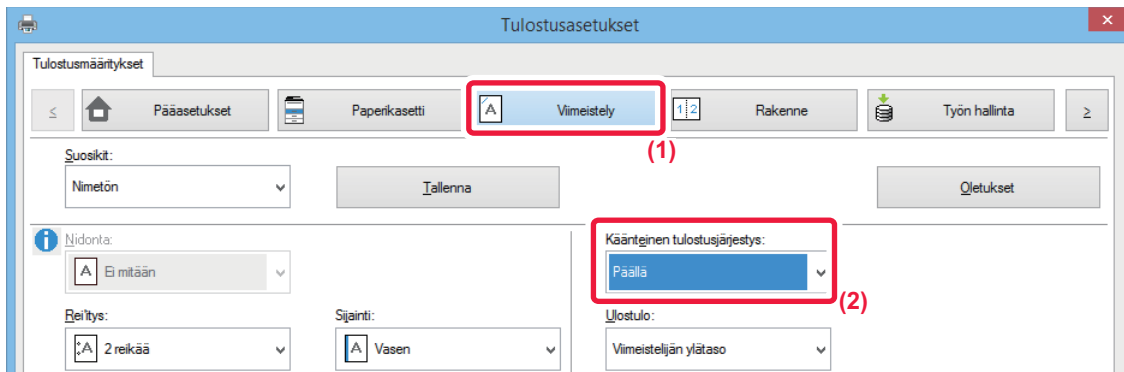 Tulostusasetukset
Tulostusmääritykset
Pääasetukset
Paperikasetti
Viimeistely
Rakenne
Työn hallinta
(1)
Suosikit:
Nimetön
Tallenna
Oletukset
Nidonta:
Ei mitään
Käänteinen tulostusjärjestys:
Päällä
(2)
Rei'itys:
2 reikää
Sijainti:
Vasen
Ulostulo:
Viimeistelijän ylätaso